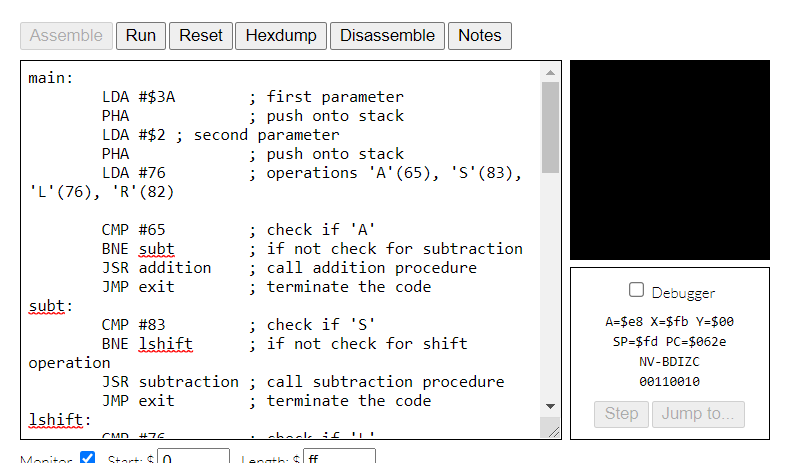 Assemble Run Reset Hexdump Disassemble Notes
main:
LDA #$3A ; first parameter
PHA ; push onto stack
LDA #$2 ; second parameter
PHA ; push onto stack
LDA #76 ; operations 'A'(65), 'S'(83),
'L'(76), 'R'(82)
CMP #65 ; check if 'A'
BNE subt ; if not check for subtraction
JSR addition ; call addition procedure
JMP exit ; terminate the code
subt:
CMP #83 ; check if 'S'
BNE lshift ; if not check for shift
operation
JSR subtraction ; call subtraction procedure
JMP exit ; terminate the code
lshift:
CMP #76 ; check if 'L'
Debugger
A=$e8 X=$fb Y=$00
SP=$fd PC=$062e
NV-BDIZC
00110010
Step Jump to...
Monitor Start: $ 0 Length: $ ff